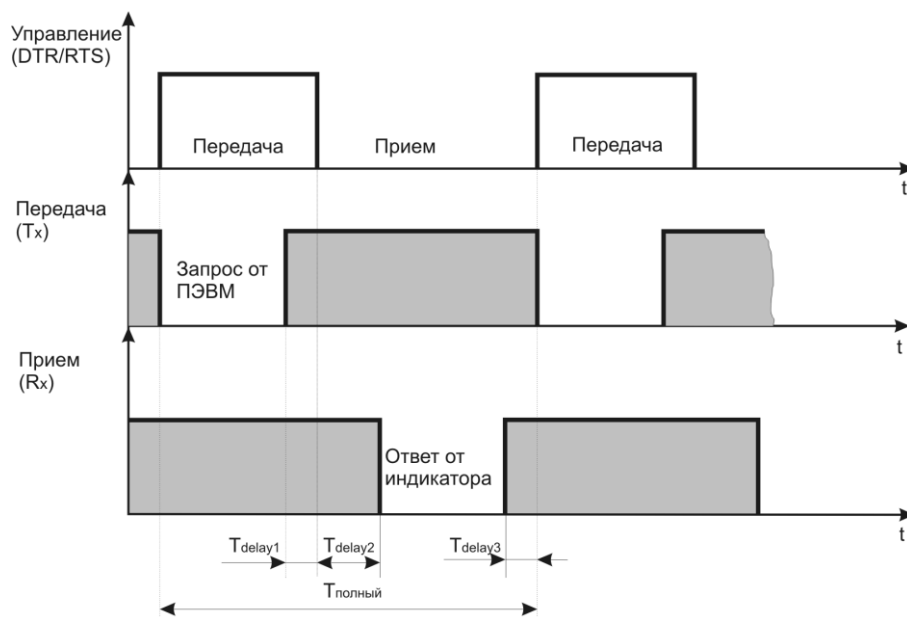 Управление
(DTR/RTS)
Передача
Прием
Передача
t
Передача
(Tx)
Запрос от
ПЭВМ
t
Прием
(Rx)
Ответ от
индикатора
t
Tdelay1
Tdelay2
Tdelay3
Tполный